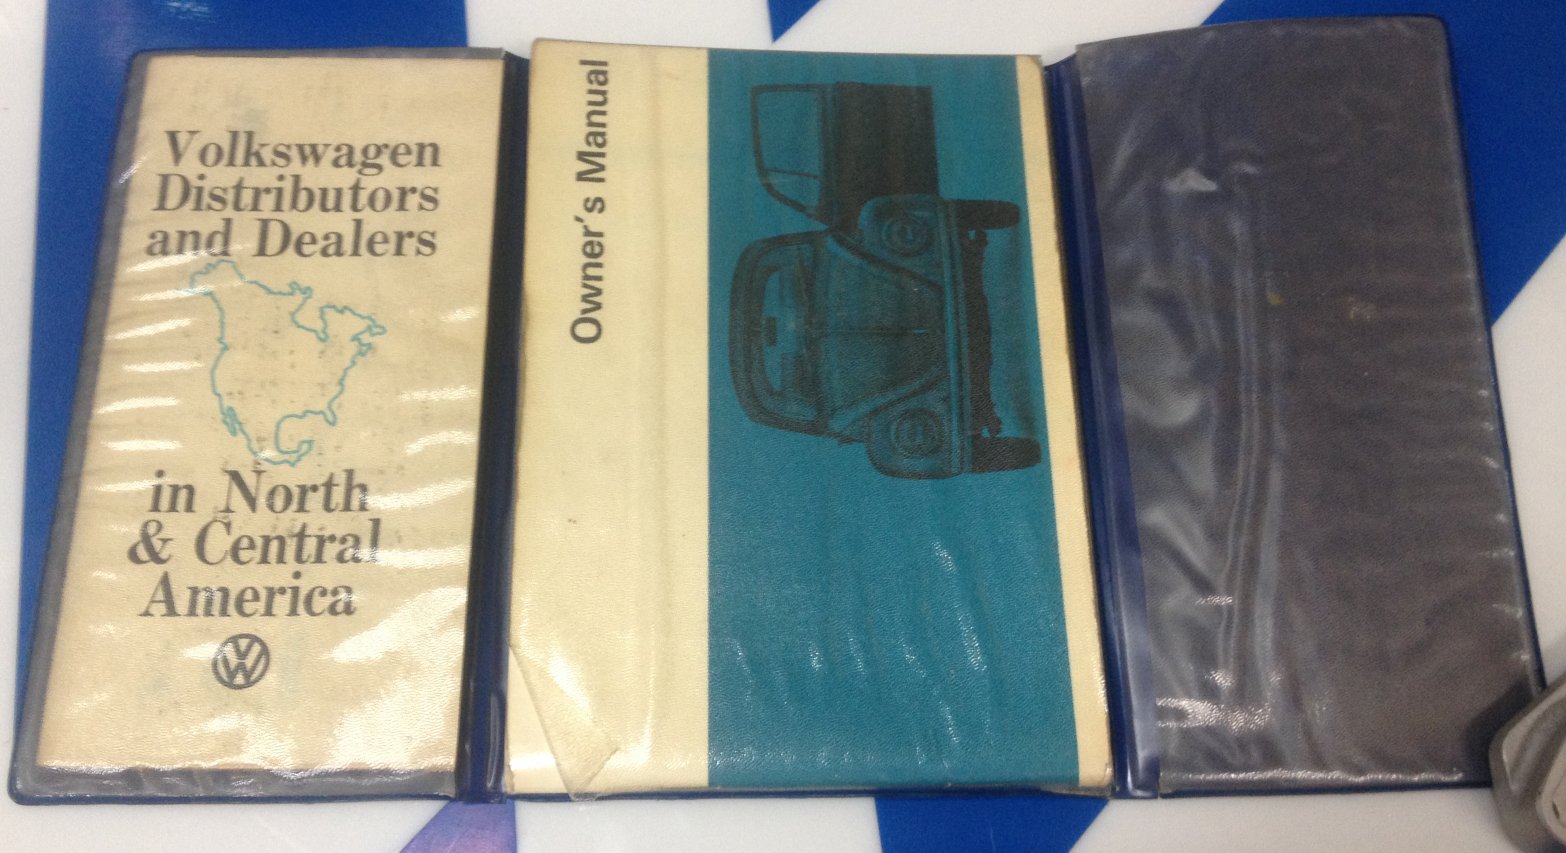 Volkswagen
Distributors
and Dealers
in North
& Central
America
VW
Owner's Manual